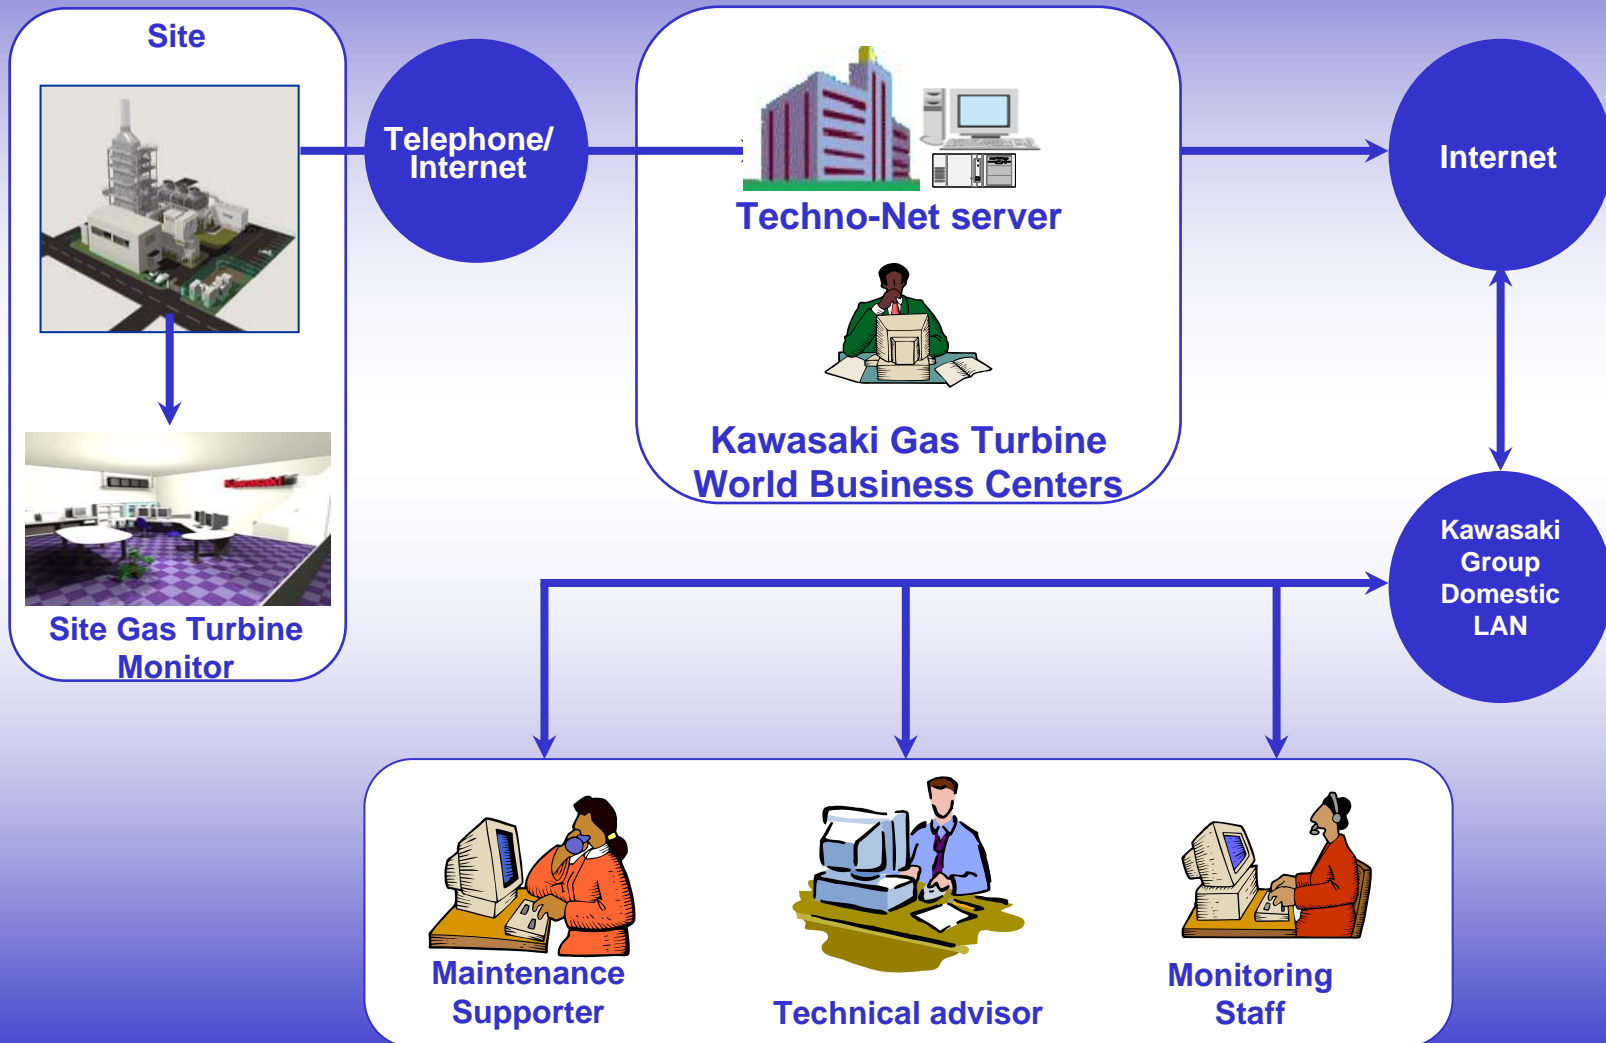 Site
Telephone/
Internet
Techno-Net server
Internet
Kawasaki Gas Turbine
World Business Centers
Kawasaki
Site Gas Turbine
Monitor
Kawasaki
Group
Domestic
LAN
Maintenance
Supporter
Technical advisor
Monitoring
Staff